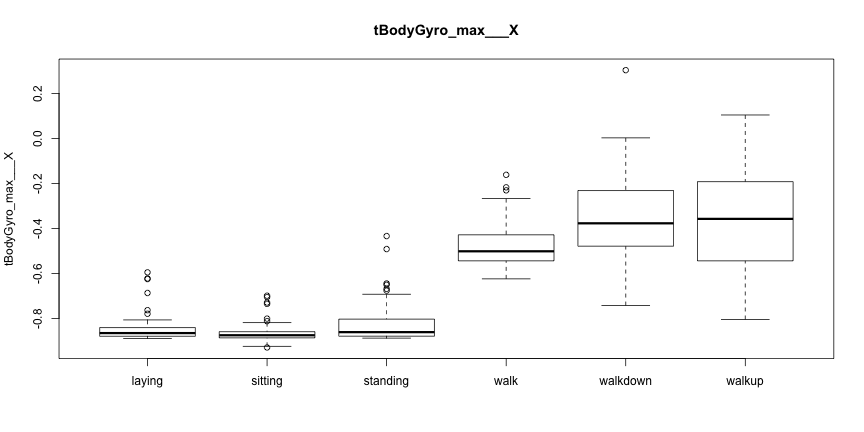 tBodyGyro_max___X
tBodyGyro_max___X
0.2
0.0
-0.2
-0.4
-0.6
-0.8
laying sitting standing walk walkdown walkup